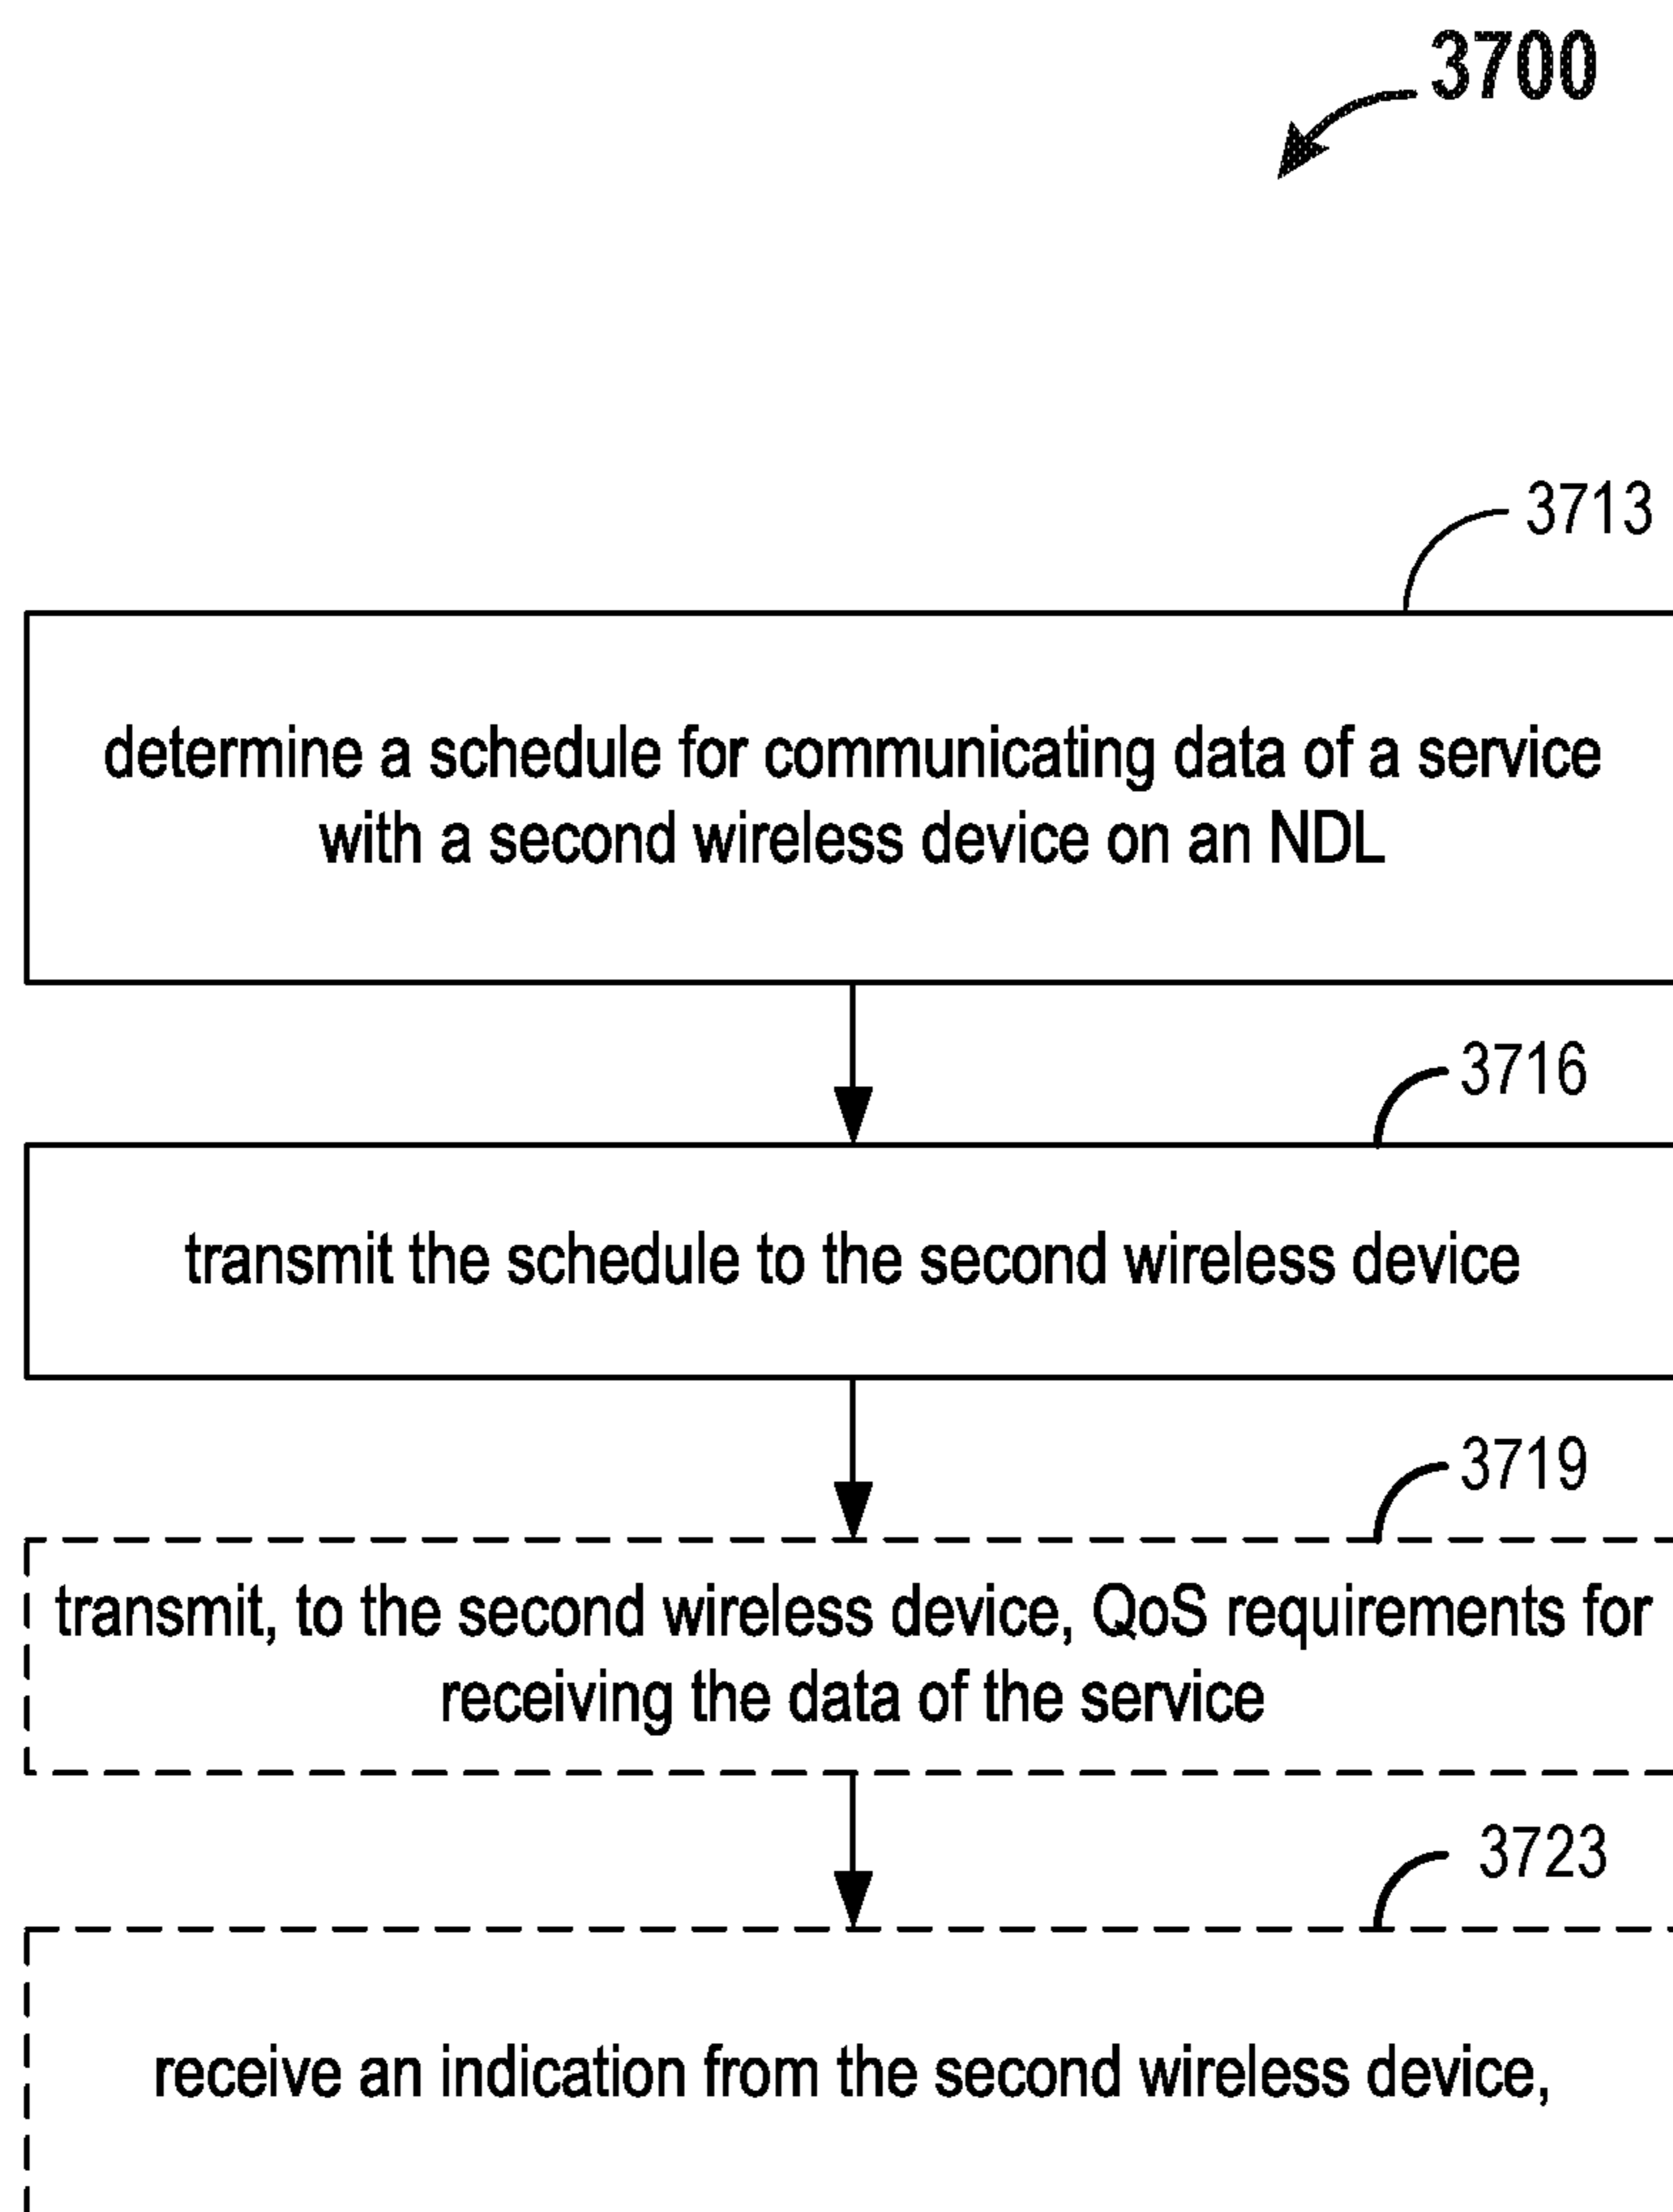 3700
3713
determine a schedule for communicating data of a service
with a second wireless device on an NDL
3716
transmit the schedule to the second wireless device
3719
transmit, to the second wireless device, QoS requirements for
receiving the data of the service
3723
receive an indication from the second wireless device,